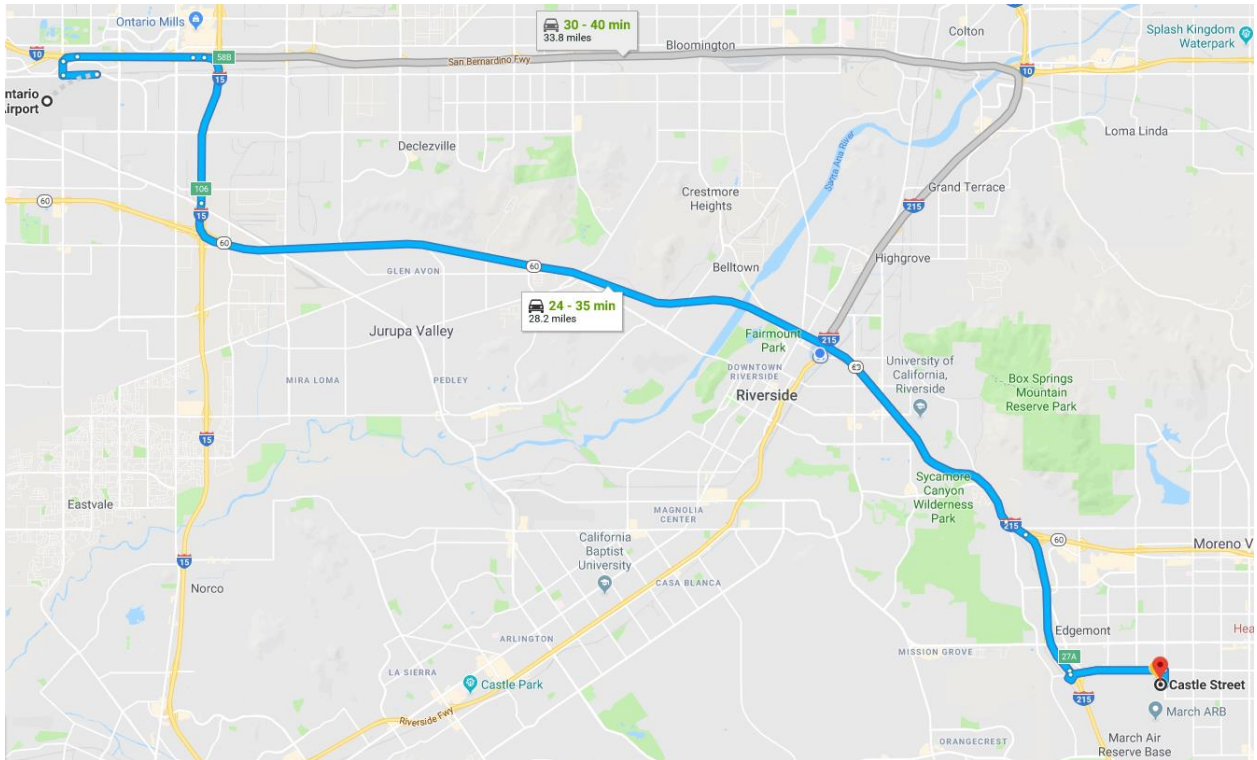 Ontario Mills
30 - 40 min
33.8 miles
Bloomington
Colton
Splash Kingdom
Waterpark
10
58B
San Bernardino Fwy
15
10
ntario
Airport
Loma Linda
Declezville
Santa Ana River
106
Crestmore
Heights
Grand Terrace
60
15
215
60
Highgrove
GLEN AVON
60
Belltown
24 - 35 min
28.2 miles
Jurupa Valley
Fairmount
Park
215
University of
California,
Riverside
DOWNTOWN
RIVERSIDE
MIRA LOMA
PEDLEY
Riverside
Box Springs
Mountain
Reserve Park
15
Sycamore
Canyon
Wilderness
Park
Eastvale
MAGNOLIA
CENTER
215
60
Moreno V
California
Baptist
University
15
Norco
CASA BLANCA
ARLINGTON
Edgemont
Hea
MISSION GROVE
27A
LA SIERRA
Castle Park
Castle Street
215
March ARB
Riverside Fwy
ORANGECREST
March Air
Reserve Base